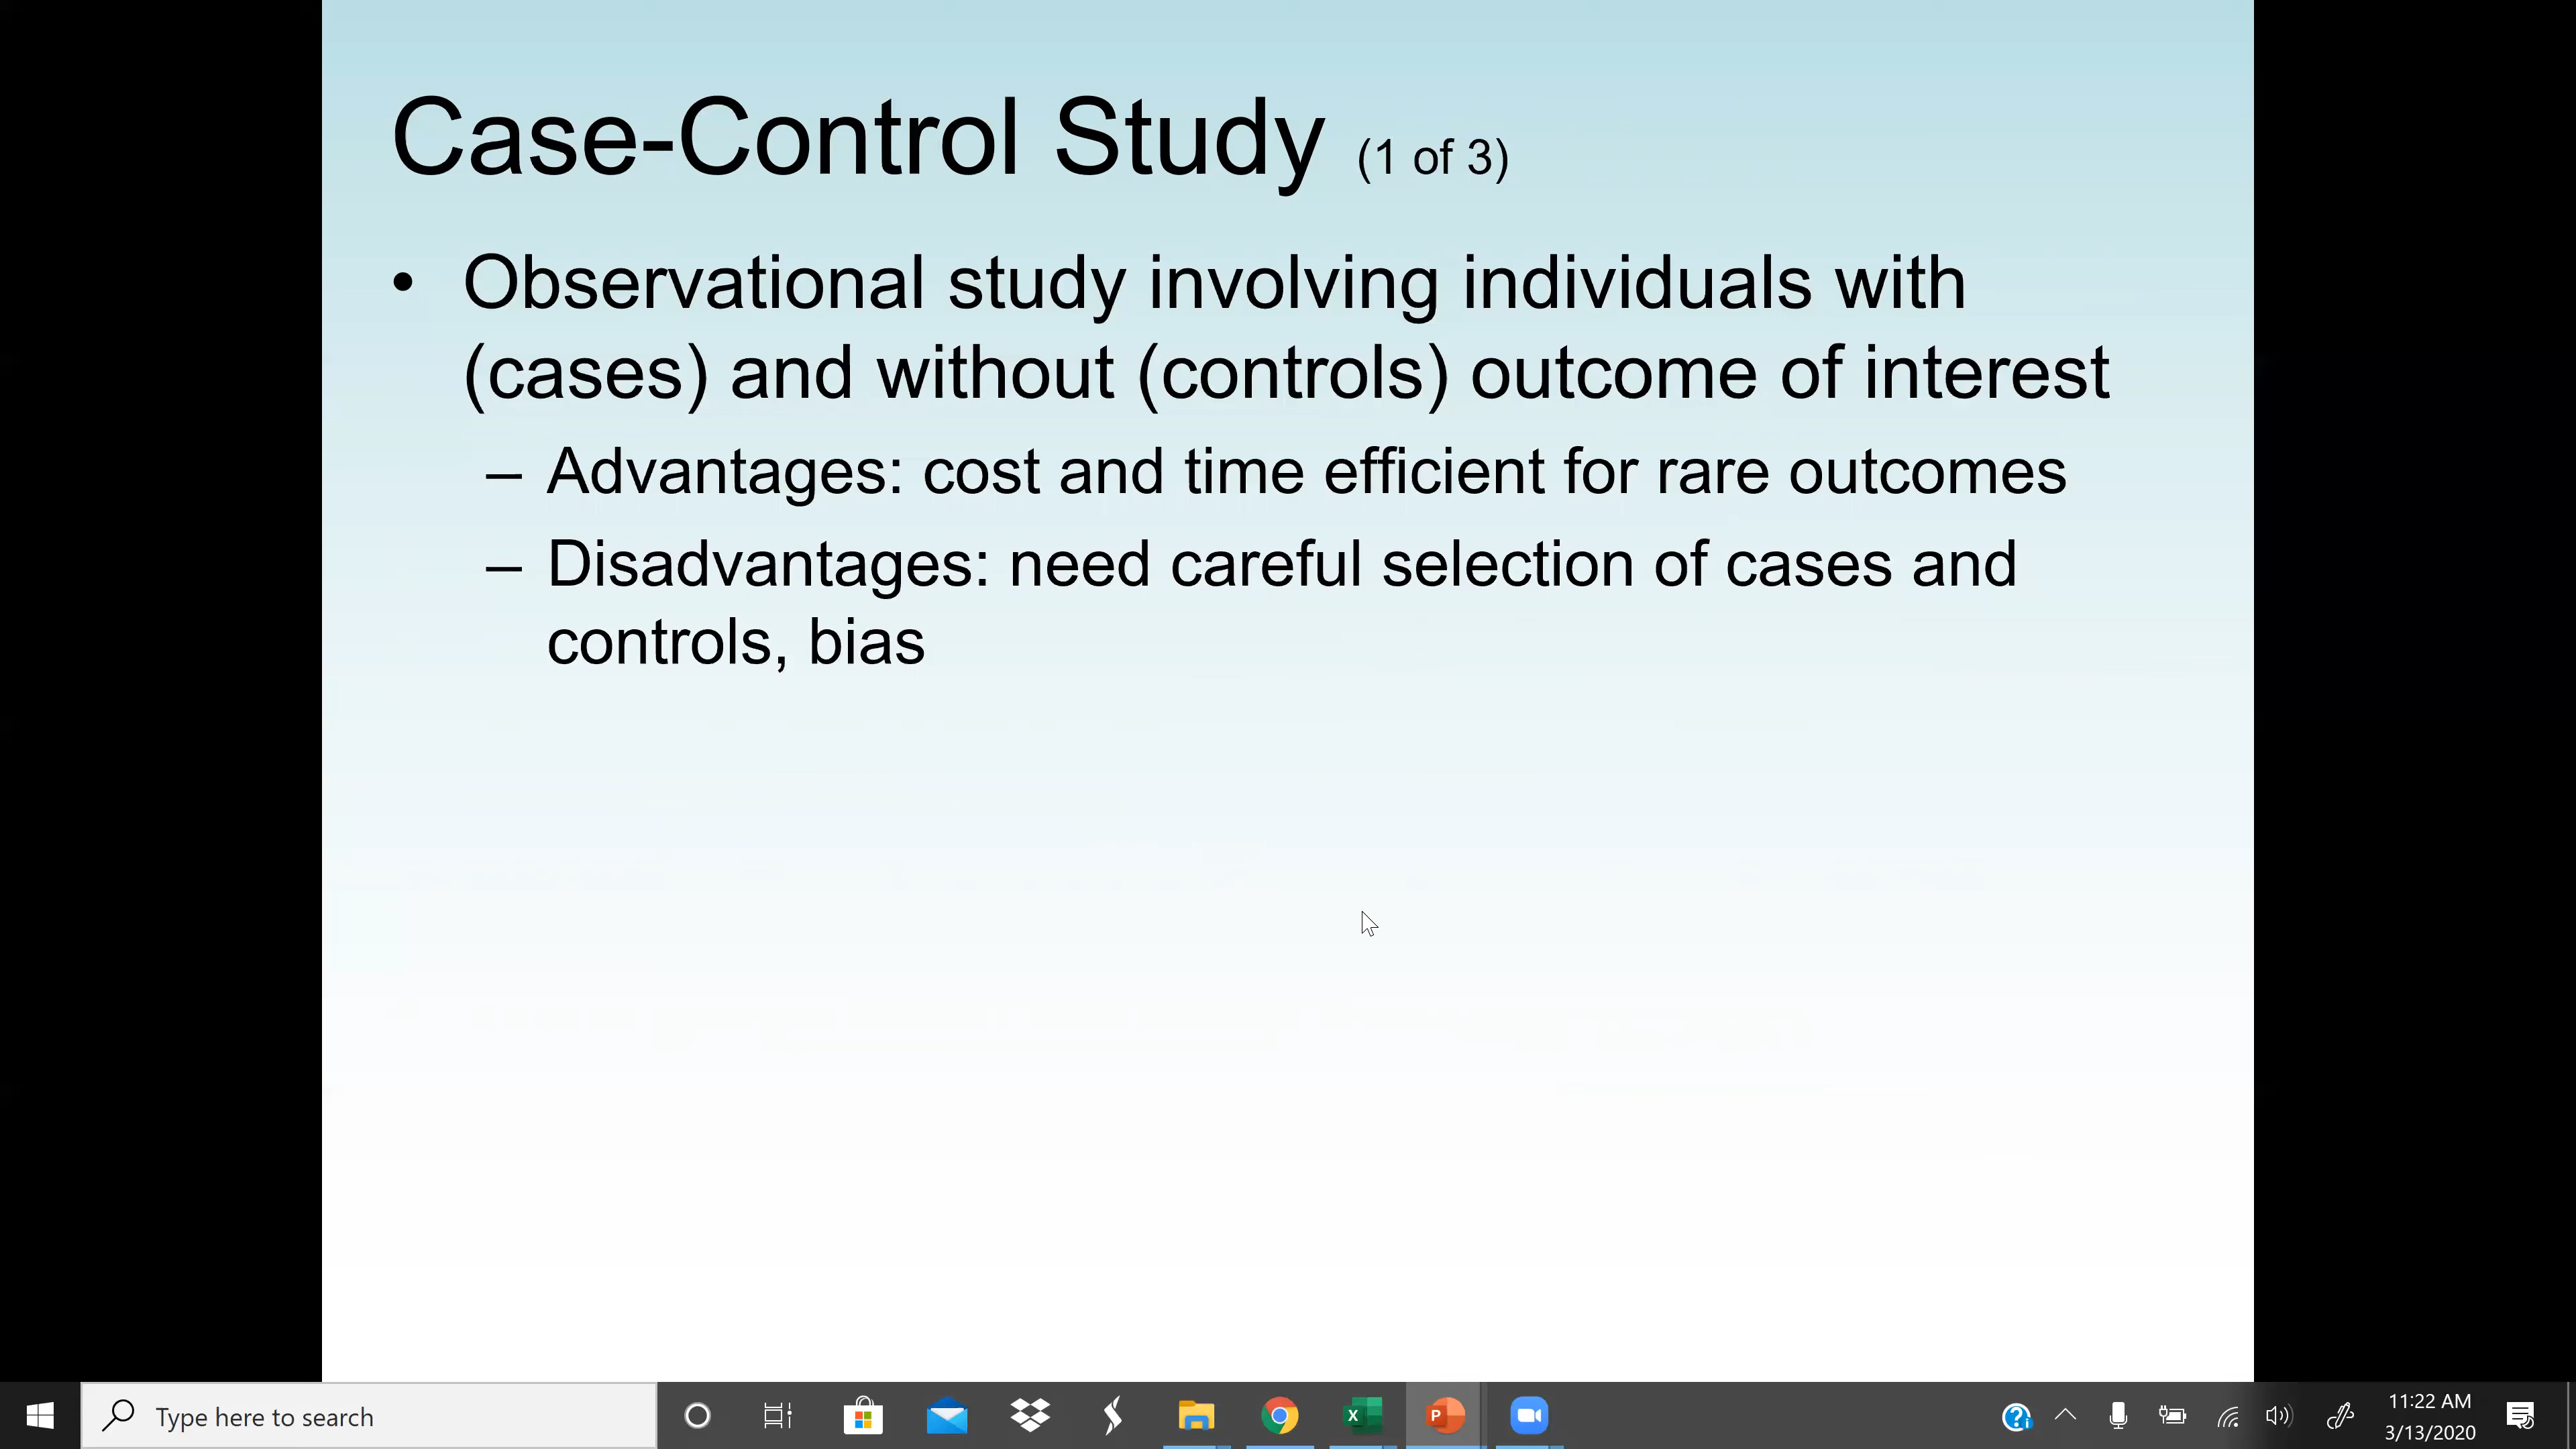 Case-Control Study (1 of 3)
• Observational study involving individuals with
(cases) and without (controls) outcome of interest
– Advantages: cost and time efficient for rare outcomes
– Disadvantages: need careful selection of cases and
controls, bias
Type here to search
X
P
11:22 AM
3/13/2020